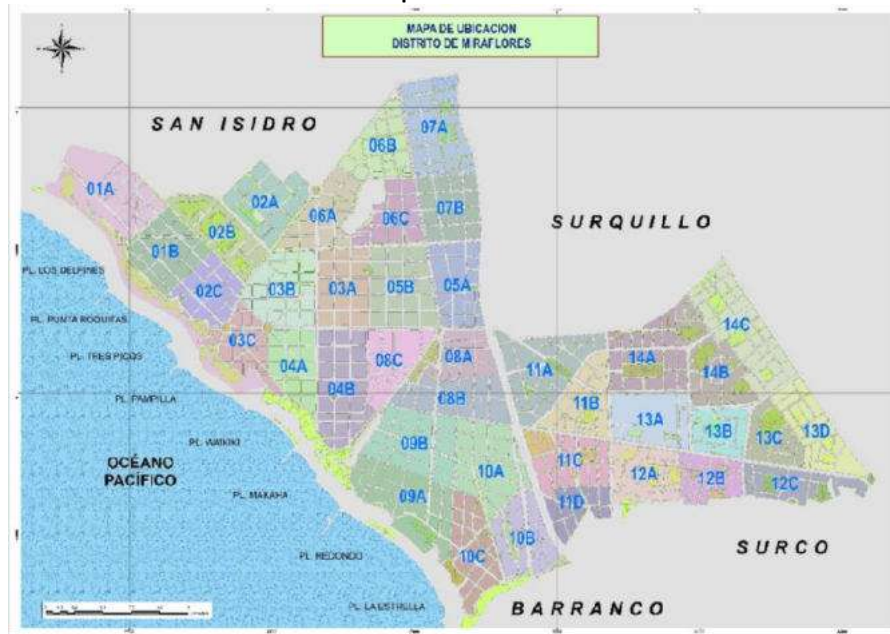 MAPA DE UBICACION
DISTRITO DE MIRAFLORES
SAN ISIDRO
07A
06B
01A
02A
06A
06C
07B
02B
SURQUILLO
01B
PL. LOS DELFINES
02C
03B
03A
05B
05A
PL. PUNTA ROQUITAS
03C
14C
PL. TRES PICOS
04A
04B
08C
08A
11A
14A
14B
PL. PAMPILLA
08B
11B
13A
13B
13C
13D
PL. WAIKIKI
09B
OCÉANO
PACÍFICO
10A
11C
12A
12B
12C
PL. MAKAHA
09A
11D
10B
PL. REDONDO
10C
SURCO
PL. LA ESTRELLA
BARRANCO